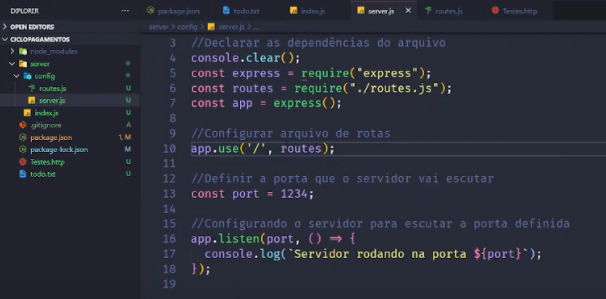 EXPLORER
OPEN EDITORS
CICLOPAGAMENTOS
node_modules
server
config
routes.js U
server.js U
index.js U
.gitignore A
package.json 1, M
package-lock.json M
Testes.http U
todo.txt U
package.json M
todo.txt U
index.js U
server.js U
routes.js U
Testes.http U
server > config > server.js > ...
3 //Declarar as dependências do arquivo
4 console.clear();
5 const express = require("express");
6 const routes = require("./routes.js");
7 const app = express();
8
9 //Configurar arquivo de rotas
10 app.use('/', routes);
11
12 //Definir a porta que o servidor vai escutar
13 const port = 1234;
14
15 //Configurando o servidor para escutar a porta definida
16 app.listen(port, () => {
17 console.log(`Servidor rodando na porta ${port}`);
18 });
19